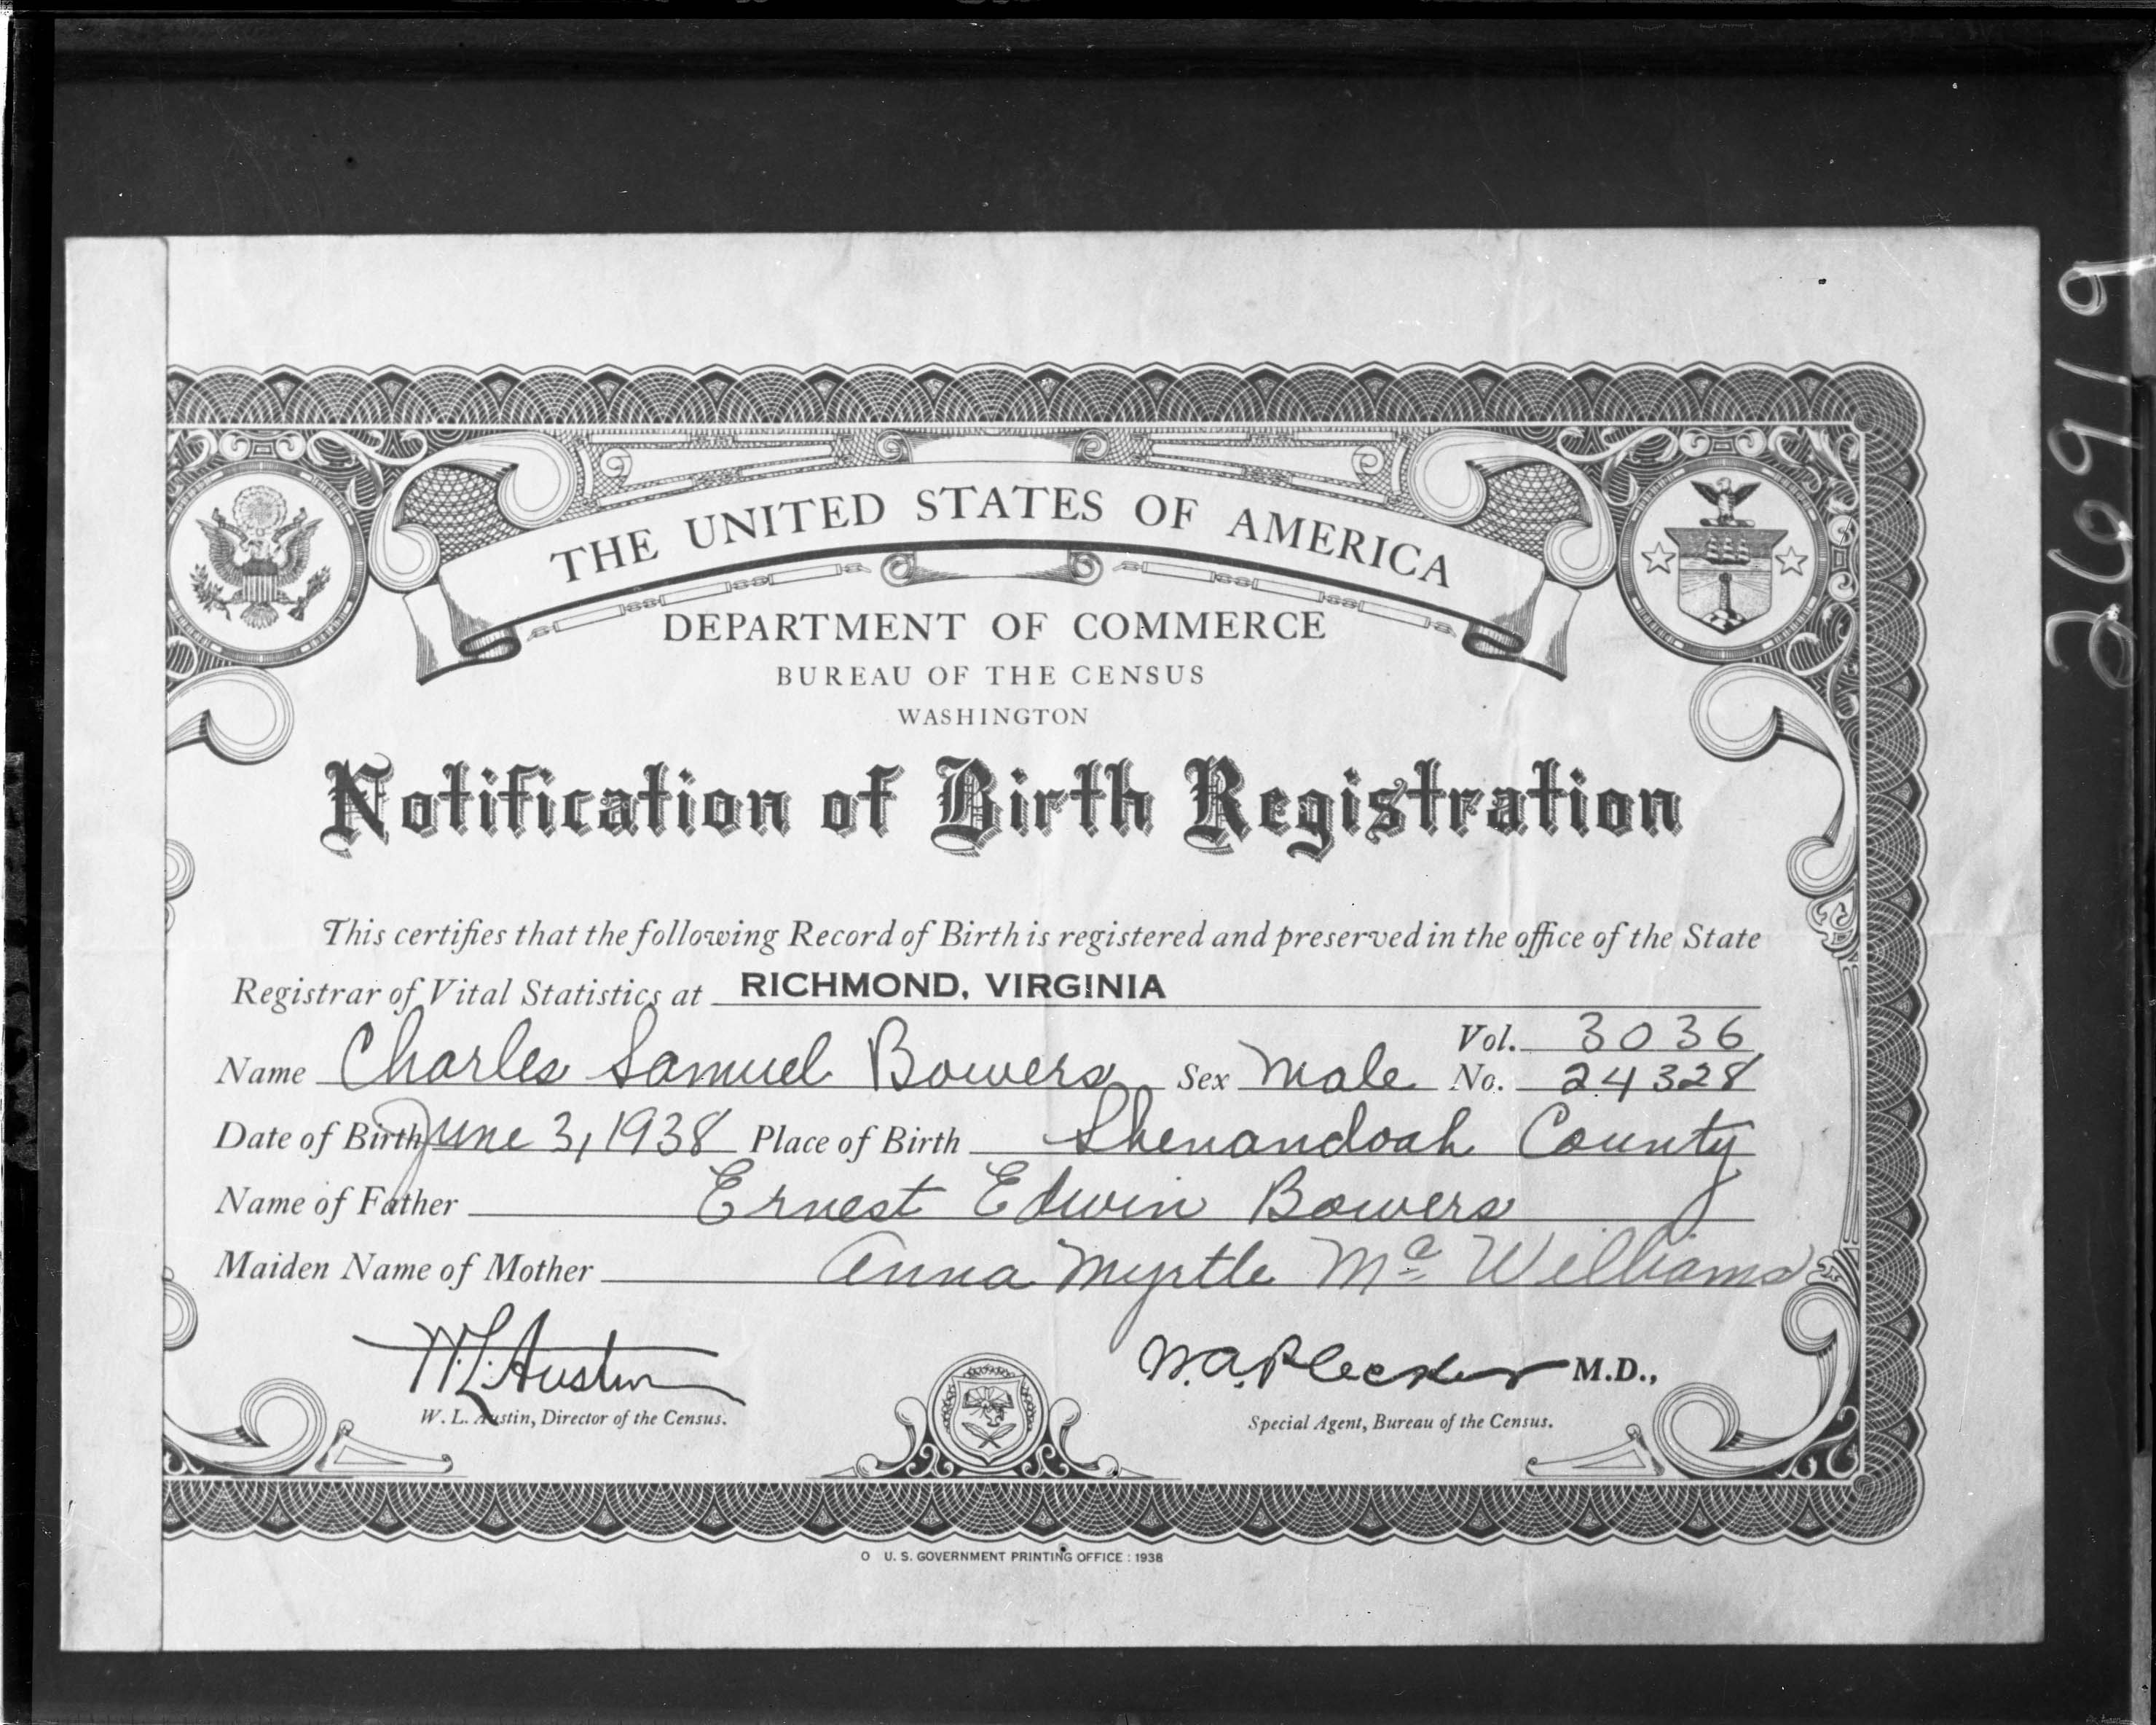 THE UNITED STATES OF AMERICA
DEPARTMENT OF COMMERCE
BUREAU OF THE CENSUS
WASHINGTON
Notification of Birth Registration
This certifies that the following Record of Birth is registered and preserved in the office of the State
Registrar of Vital Statistics at RICHMOND, VIRGINIA
Vol. 3036
Name Charles Samuel Bowers Sex Male No. 24328
Date of Birth June 3, 1938 Place of Birth Shenandoah County
Name of Father Ernest Edwin Bowers
Maiden Name of Mother Anna Myrtle Mc Williams
W. L. Austin W. A. Plecker M.D.,
W. L. Austin, Director of the Census. Special Agent, Bureau of the Census.
O U. S. GOVERNMENT PRINTING OFFICE : 1938
26919